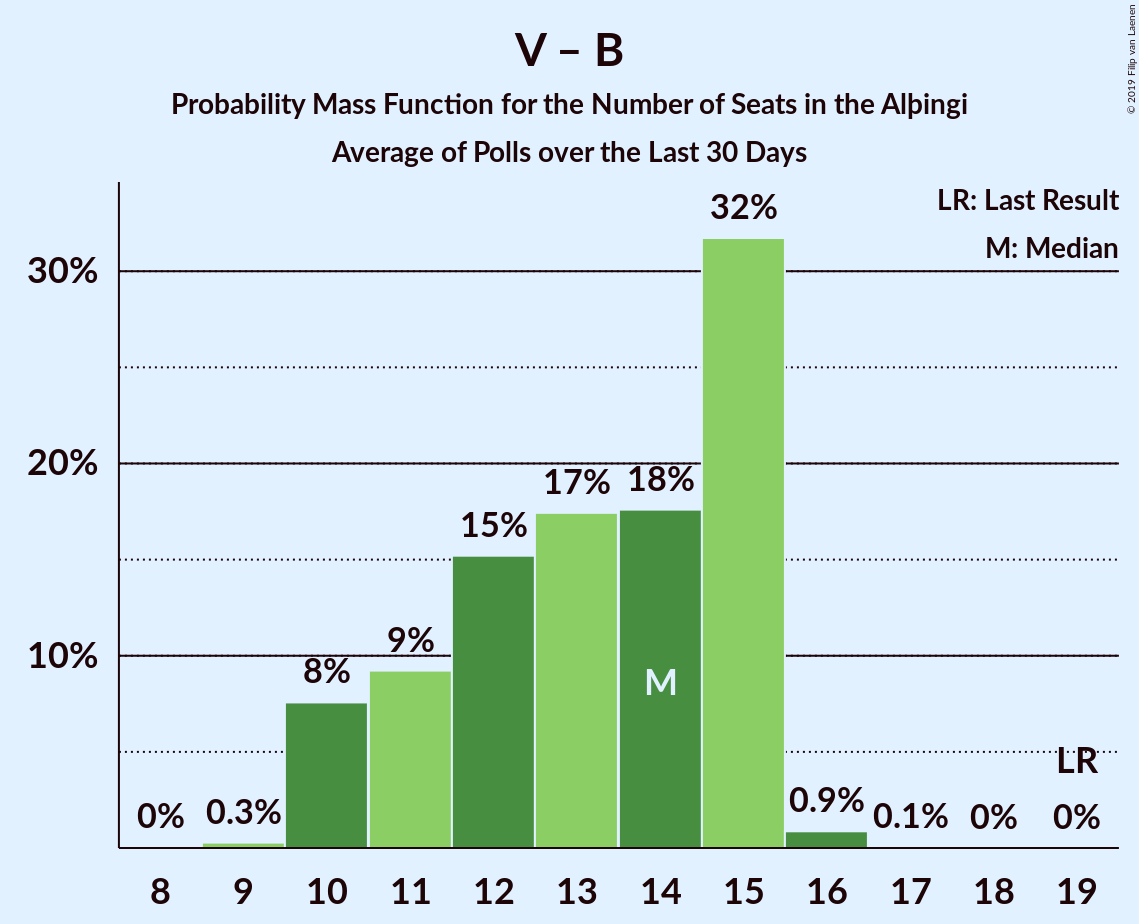 V – B
Probability Mass Function for the Number of Seats in the Alþingi
Average of Polls over the Last 30 Days
© 2019 Filip van Laenen
LR: Last Result
M: Median
30%
20%
10%
0%
0.3%
8%
9%
15%
17%
18%
32%
0.9%
0.1%
0%
0%
M
LR
8 9 10 11 12 13 14 15 16 17 18 19